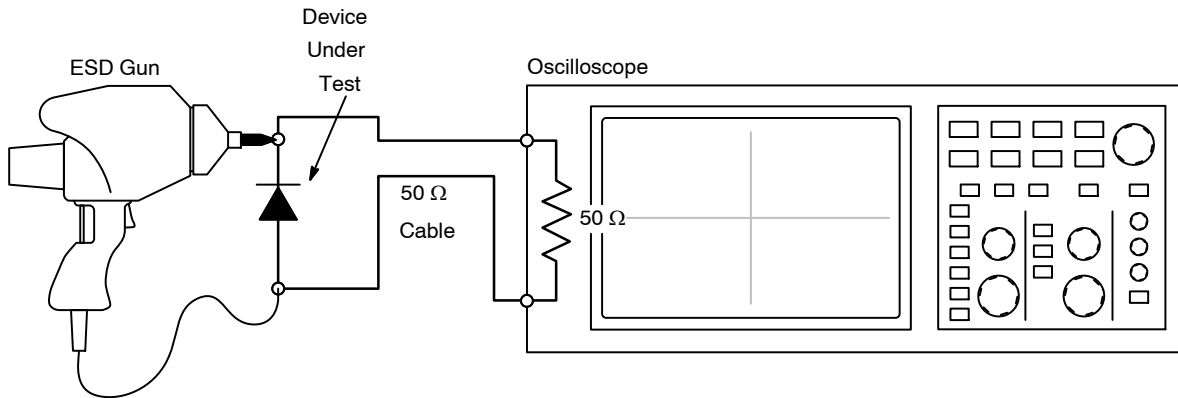 Device
Under
Test
ESD Gun
Oscilloscope
50 Ω
Cable
50 Ω